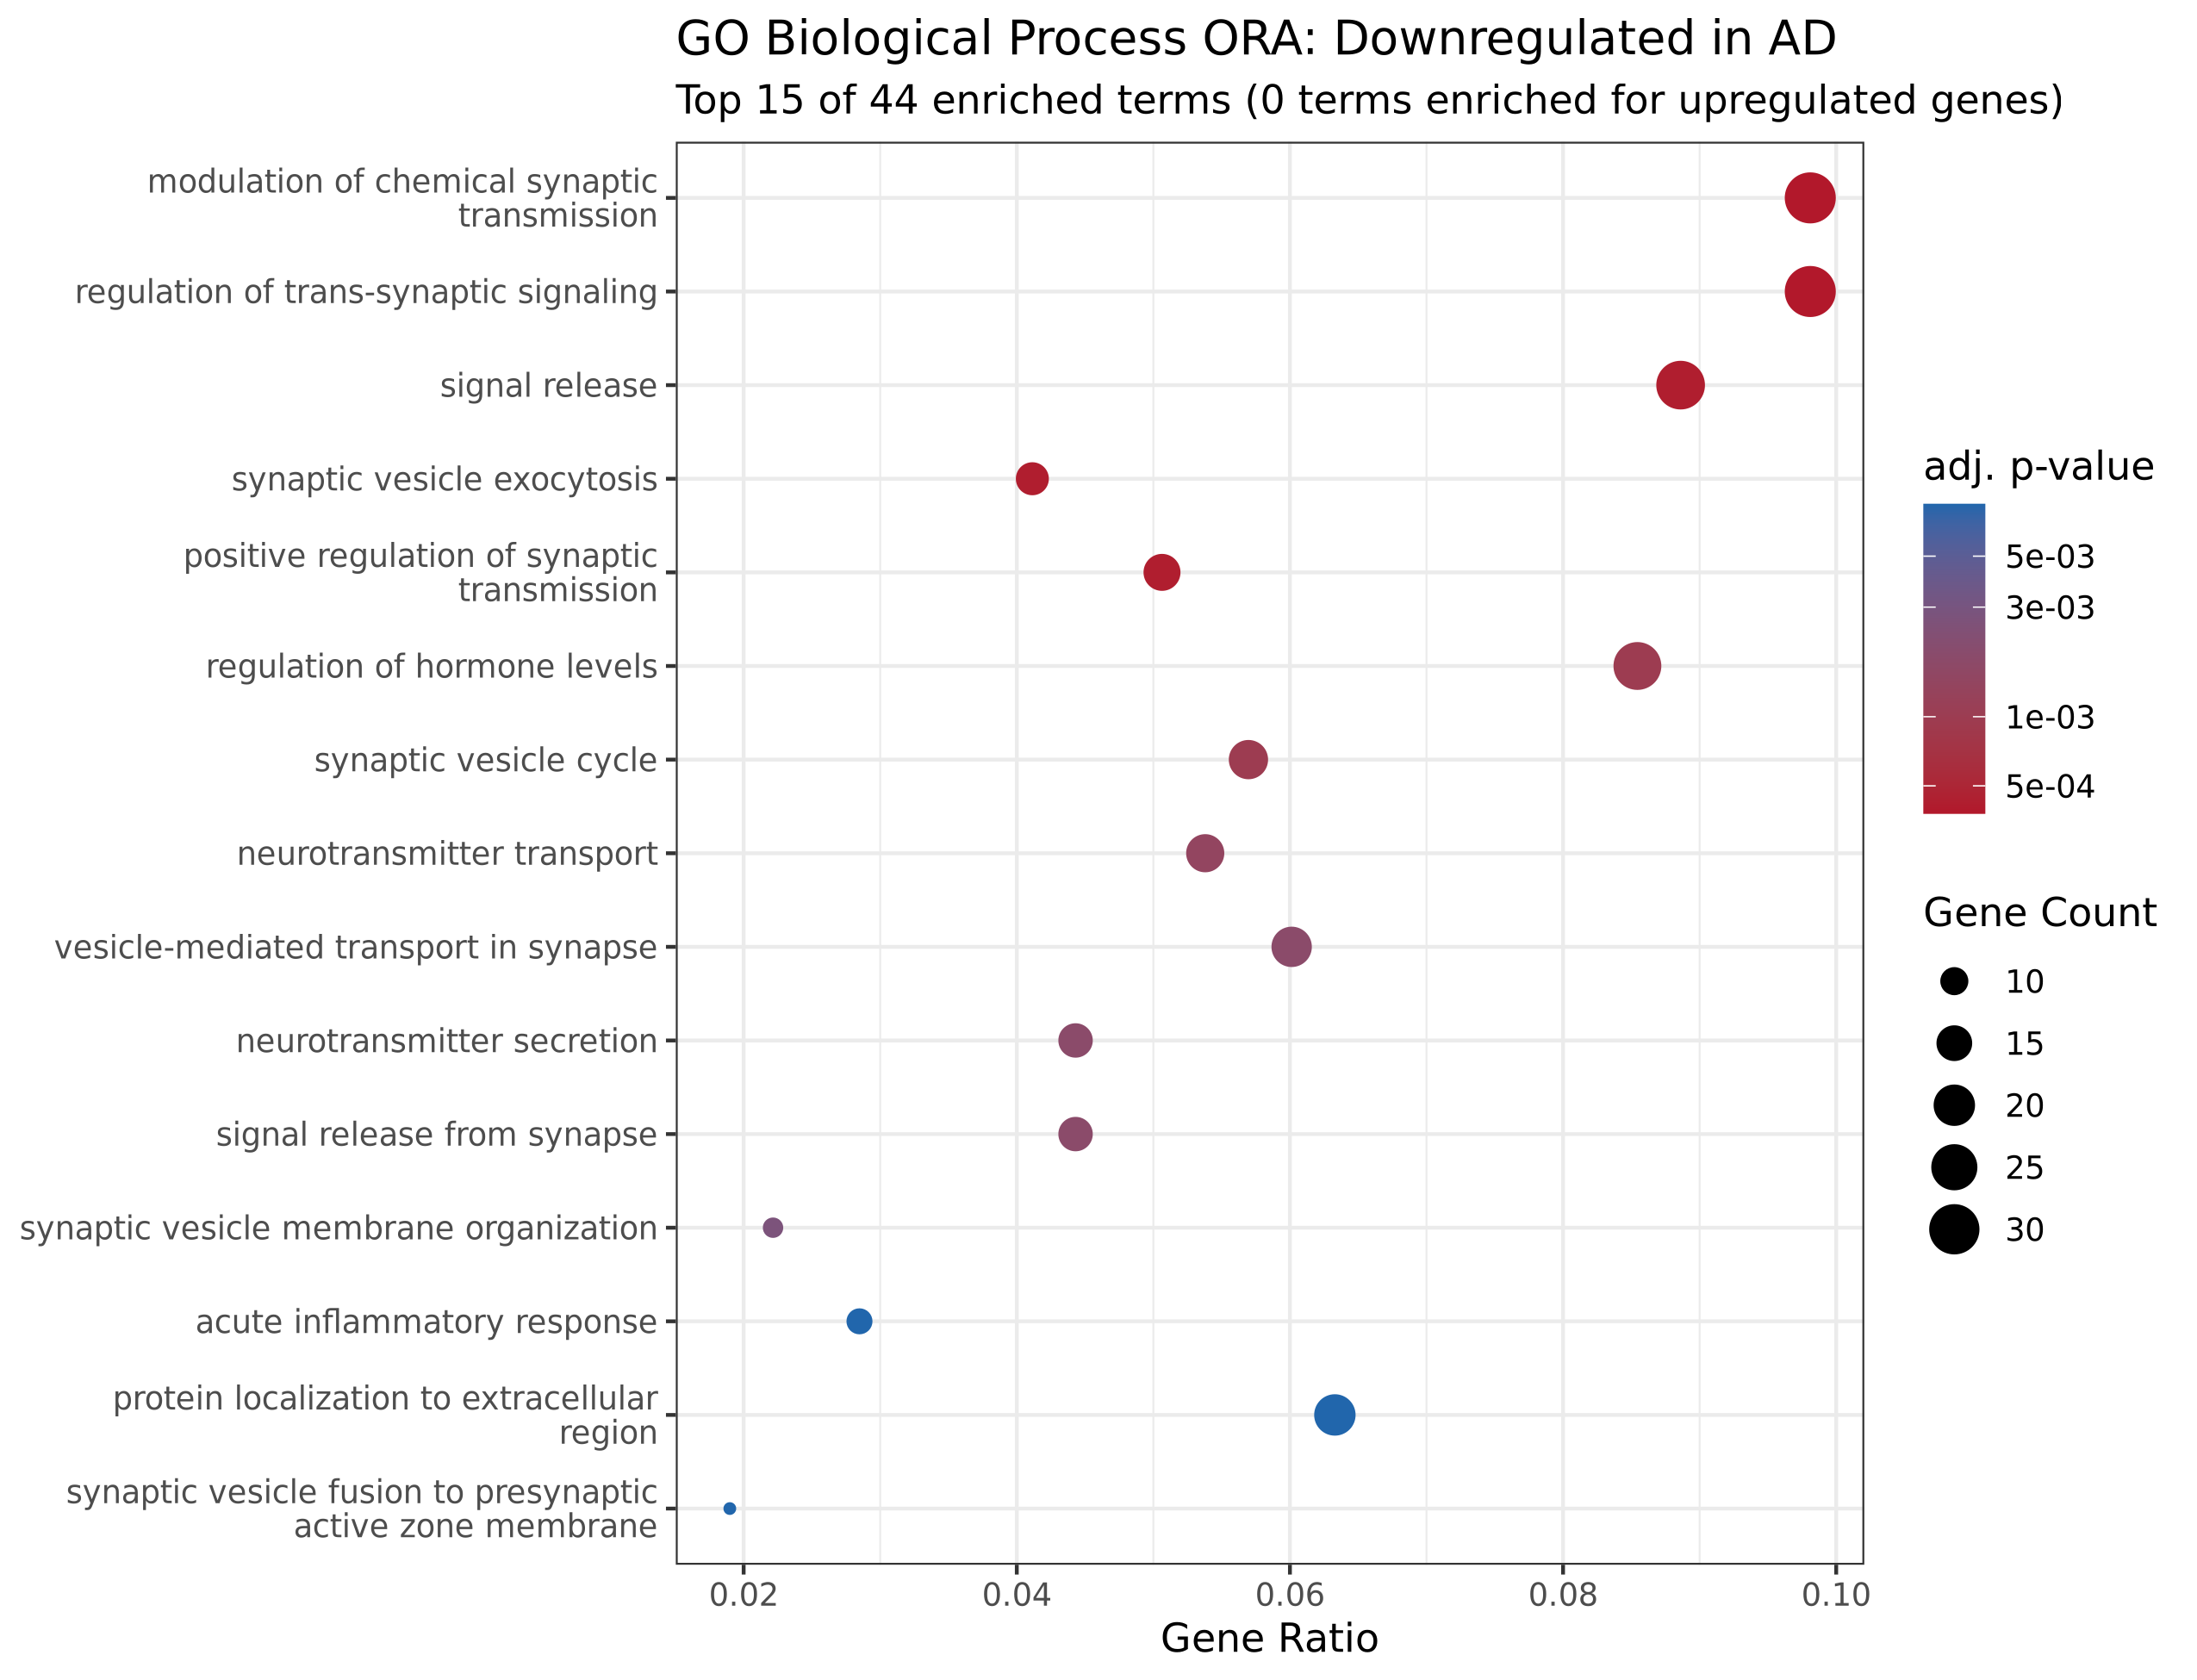 GO Biological Process ORA: Downregulated in AD
Top 15 of 44 enriched terms (0 terms enriched for upregulated genes)
modulation of chemical synaptic
transmission
regulation of trans-synaptic signaling
signal release
synaptic vesicle exocytosis
positive regulation of synaptic
transmission
regulation of hormone levels
synaptic vesicle cycle
neurotransmitter transport
vesicle-mediated transport in synapse
neurotransmitter secretion
signal release from synapse
synaptic vesicle membrane organization
acute inflammatory response
protein localization to extracellular
region
synaptic vesicle fusion to presynaptic
active zone membrane
0.02 0.04 0.06 0.08 0.10
Gene Ratio
adj. p-value
5e-03
3e-03
1e-03
5e-04
Gene Count
10
15
20
25
30